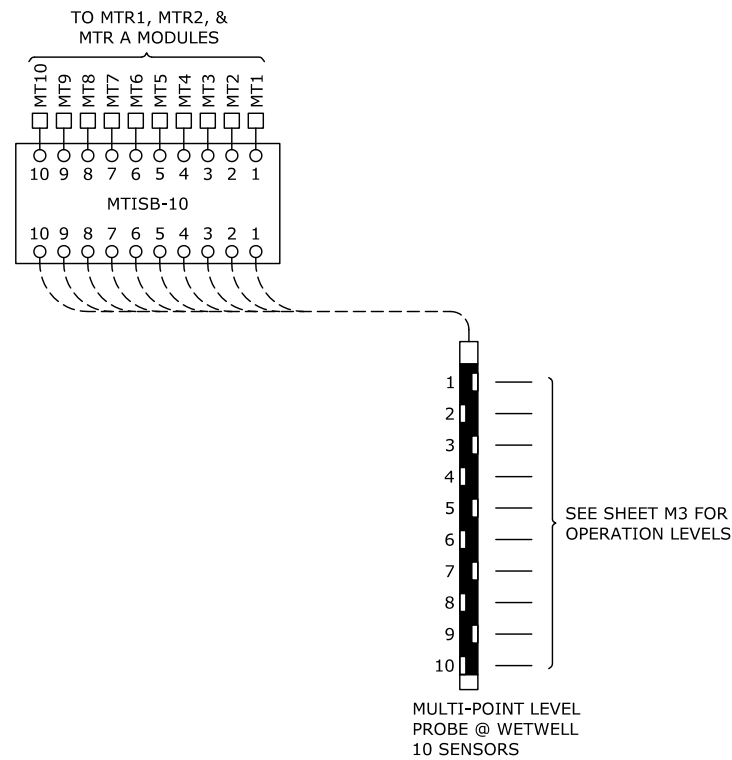 TO MTR1, MTR2, &
MTR A MODULES
MT10 MT9 MT8 MT7 MT6 MT5 MT4 MT3 MT2 MT1
10 9 8 7 6 5 4 3 2 1
MTISB-10
10 9 8 7 6 5 4 3 2 1
1
2
3
4
5
6
7
8
9
10
SEE SHEET M3 FOR
OPERATION LEVELS
MULTI-POINT LEVEL
PROBE @ WETWELL
10 SENSORS